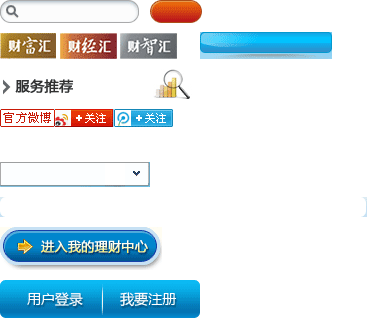 财富汇 财经汇 财智汇
服务推荐
官方微博 +关注 +关注
进入我的理财中心
用户登录 我要注册